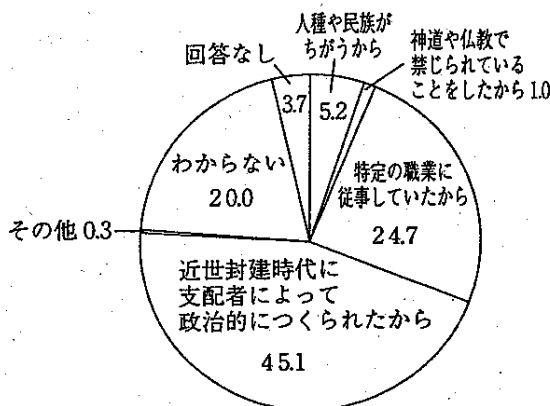 人種や民族が
ちがうから
5.2
神道や仏教で
禁じられている
ことをしたから1.0
特定の職業に
従事していたから
24.7
近世封建時代に
支配者によって
政治的につくられたから
45.1
その他0.3
わからない
20.0
回答なし
3.7